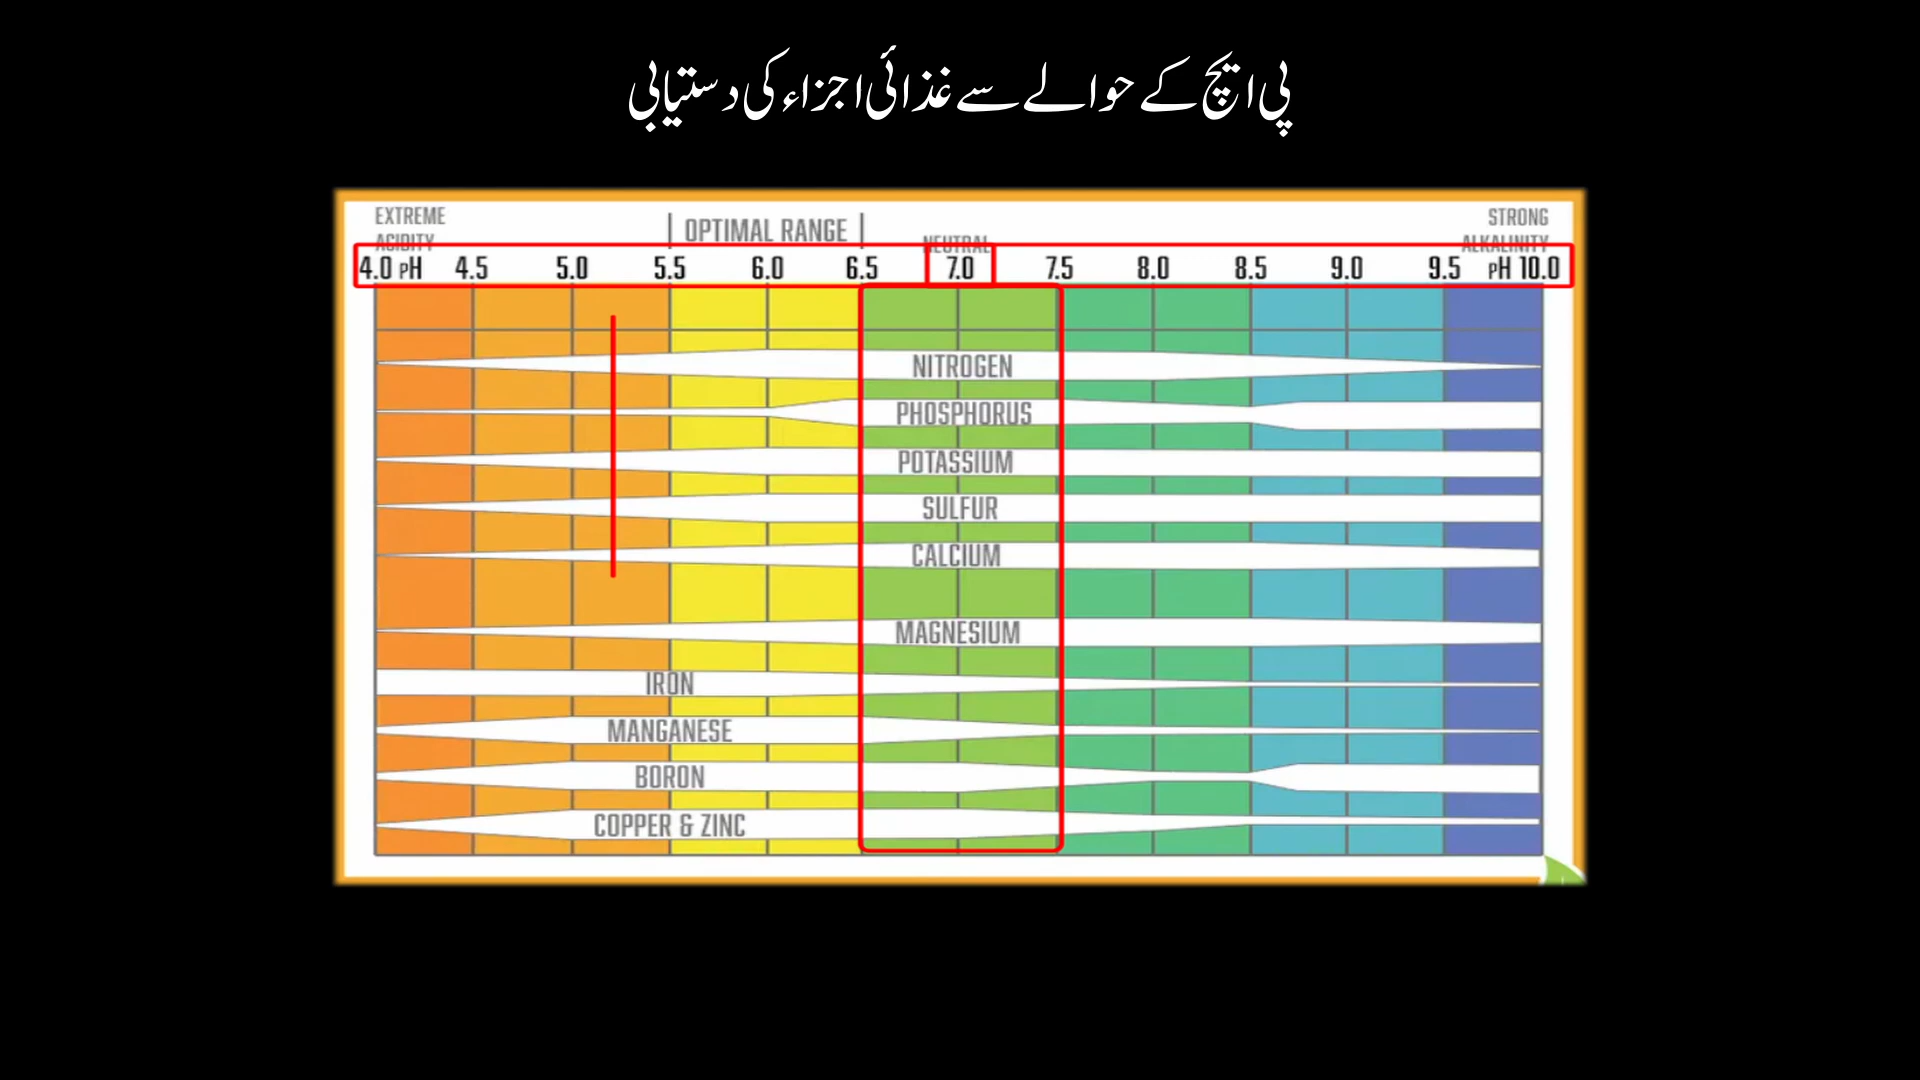 پی ایچ کے حوالے سے غذائی اجزاء کی دستیابی
EXTREME ACIDITY
OPTIMAL RANGE
NEUTRAL
STRONG ALKALINITY
4.0 pH 4.5 5.0 5.5 6.0 6.5 7.0 7.5 8.0 8.5 9.0 9.5 pH 10.0
NITROGEN
PHOSPHORUS
POTASSIUM
SULFUR
CALCIUM
MAGNESIUM
IRON
MANGANESE
BORON
COPPER & ZINC